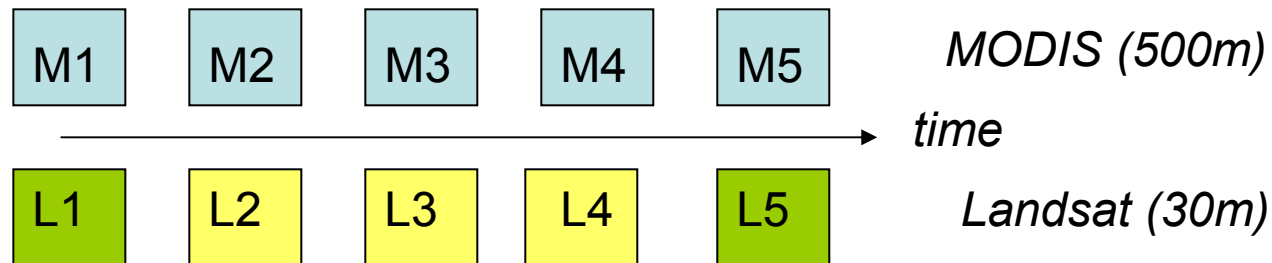 M1 M2 M3 M4 M5 MODIS (500m)
time
L1 L2 L3 L4 L5 Landsat (30m)